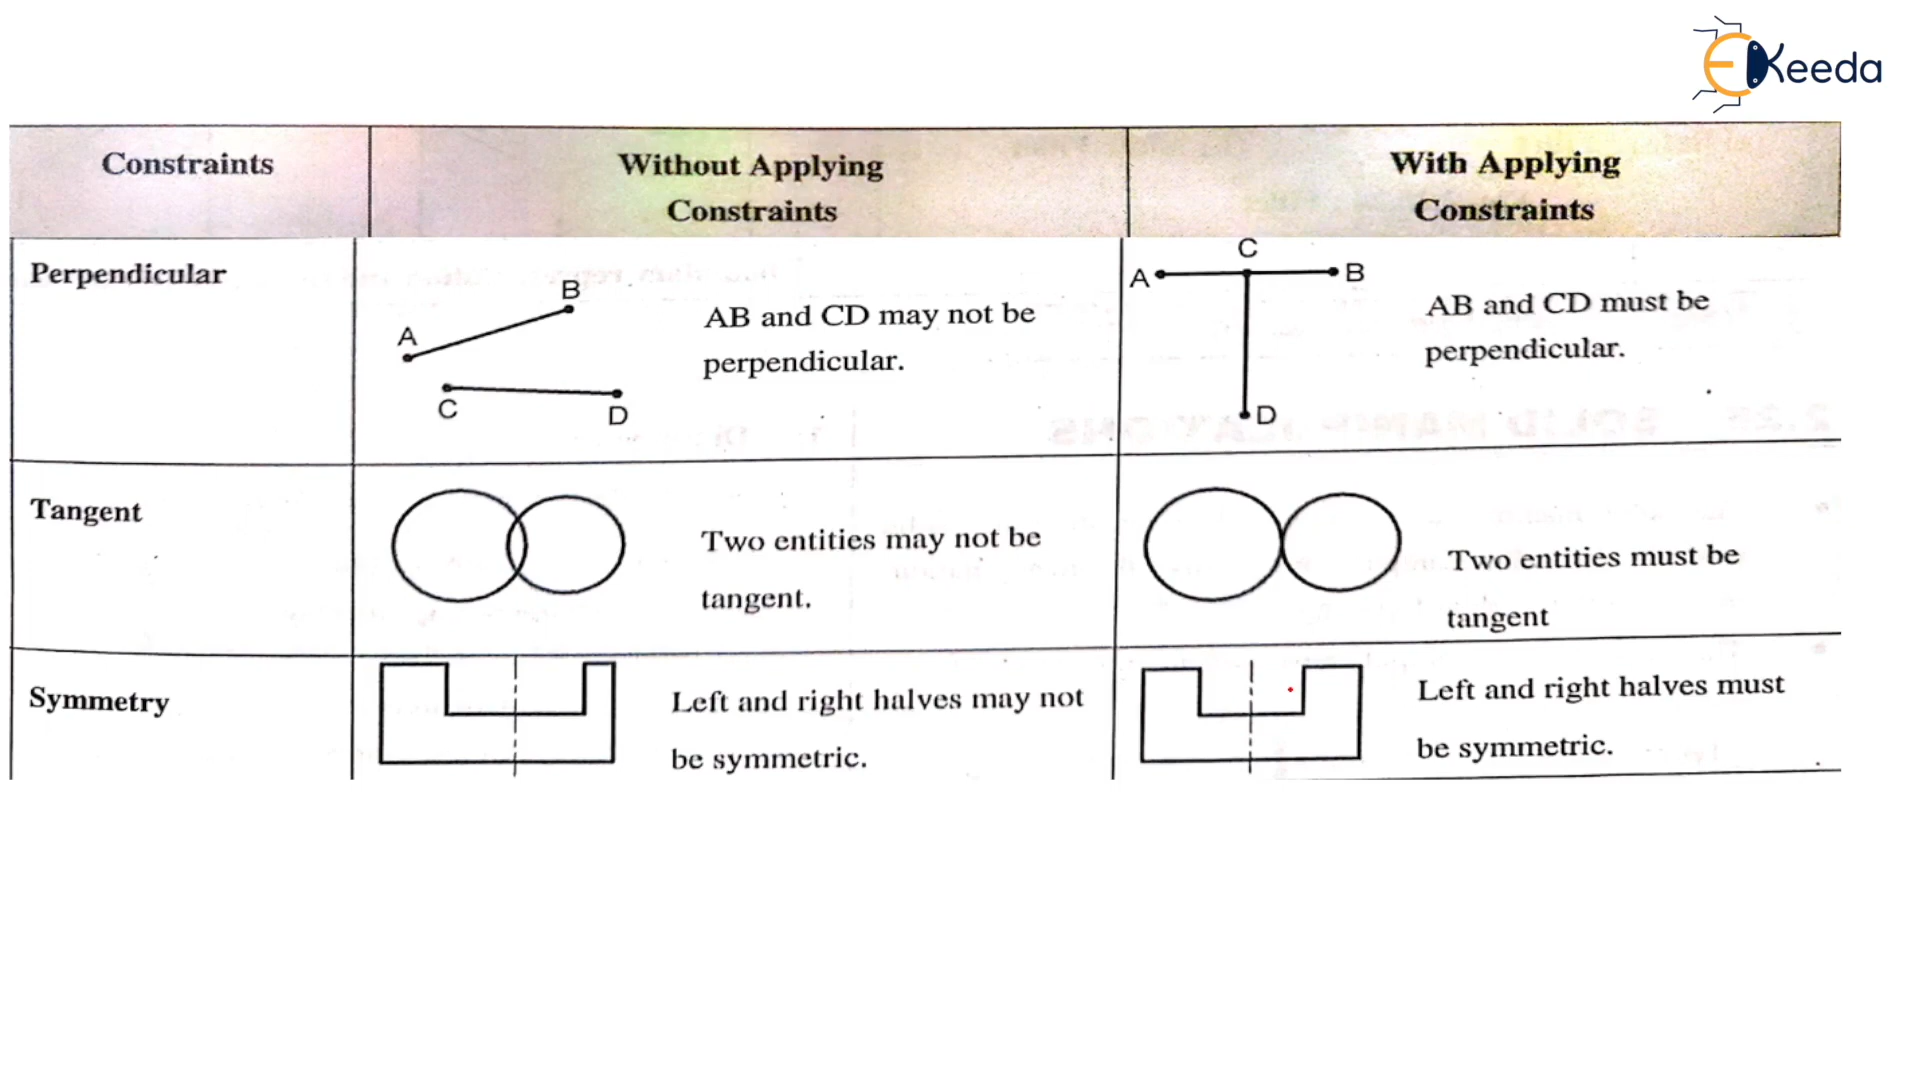 EKeeda
Constraints
Without Applying
Constraints
With Applying
Constraints
Perpendicular
A
B
C
D
AB and CD may not be
perpendicular.
A
C
B
D
AB and CD must be
perpendicular.
Tangent
Two entities may not be
tangent.
Two entities must be
tangent
Symmetry
Left and right halves may not
be symmetric.
Left and right halves must
be symmetric.